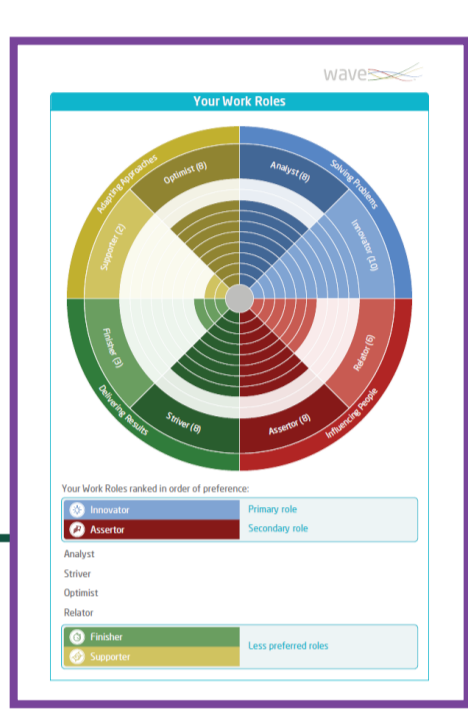 wave
Your Work Roles
Adapting Approaches
Solving Problems
Optimist (8)
Analyst (8)
Supporter (2)
Innovator (10)
Finisher (3)
Relator (6)
Striver (8)
Assertor (8)
Delivering Results
Influencing People
Your Work Roles ranked in order of preference:
Innovator Primary role
Assertor Secondary role
Analyst
Striver
Optimist
Relator
Finisher
Less preferred roles
Supporter